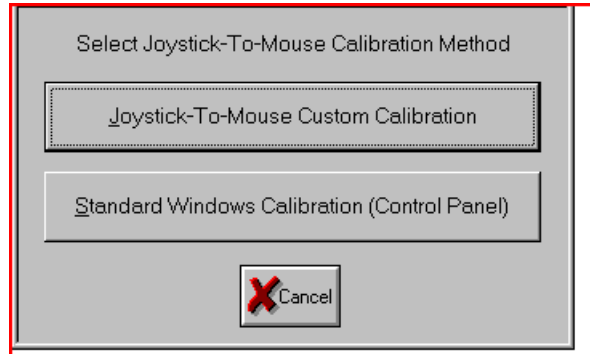 Select Joystick-To-Mouse Calibration Method
Joystick-To-Mouse Custom Calibration
Standard Windows Calibration (Control Panel)
Cancel